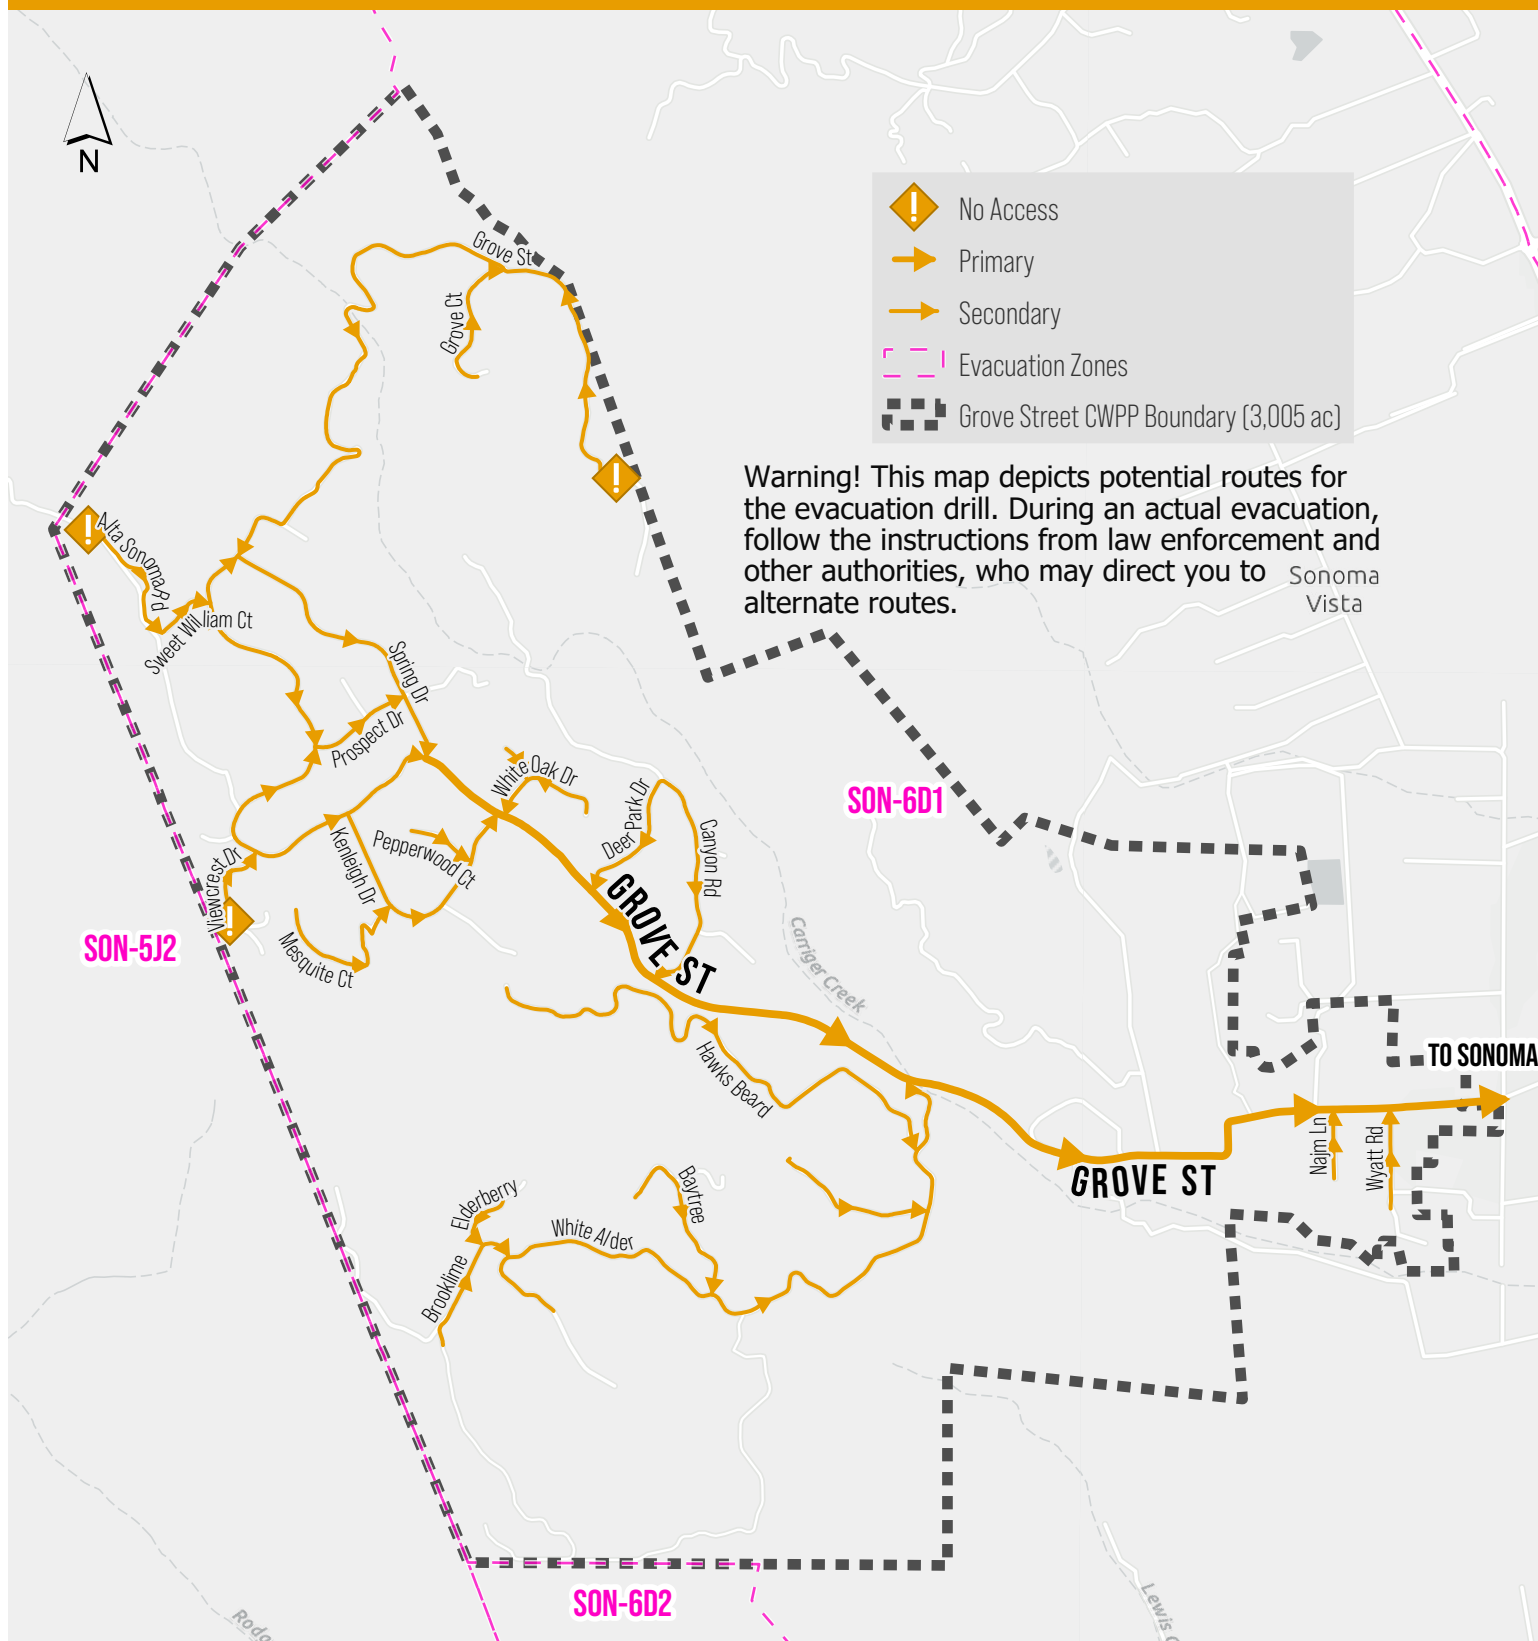 N
No Access
Primary
Secondary
Evacuation Zones
Grove Street CWPP Boundary (3,005 ac)
Warning! This map depicts potential routes for
the evacuation drill. During an actual evacuation,
follow the instructions from law enforcement and
other authorities, who may direct you to
alternate routes.
Sonoma
Vista
Grove St
Grove Ct
Alta Sonoma Rd
Sweet William Ct
Spring Dr
Prospect Dr
White Oak Dr
Deer Park Dr
Canyon Rd
Kenleigh Dr
Pepperwood Ct
Viewcrest Dr
Mesquite Ct
SON-6D1
SON-5J2
GROVE ST
Carriger Creek
Hawks Beard
TO SONOMA
Najm Ln
Wyatt Rd
GROVE ST
Elderberry
Baytree
White Alder
Brooklime
SON-6D2
Lewis